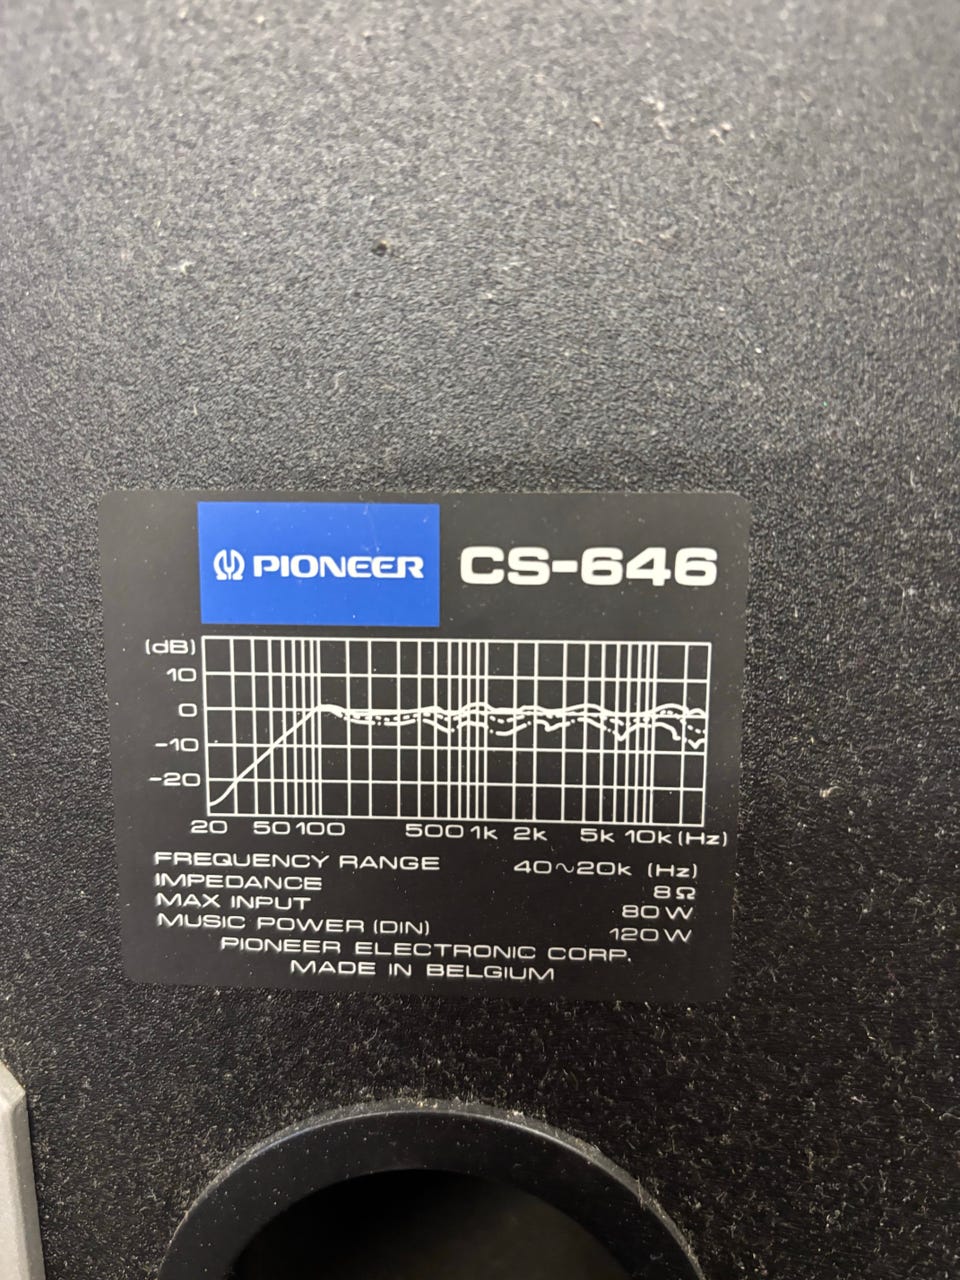 PIONEER CS-646
(dB)
10
0
-10
-20
20 50 100 500 1k 2k 5k 10k (Hz)
FREQUENCY RANGE 40~20k (Hz)
IMPEDANCE 8Ω
MAX INPUT 80W
MUSIC POWER (DIN) 120W
PIONEER ELECTRONIC CORP.
MADE IN BELGIUM